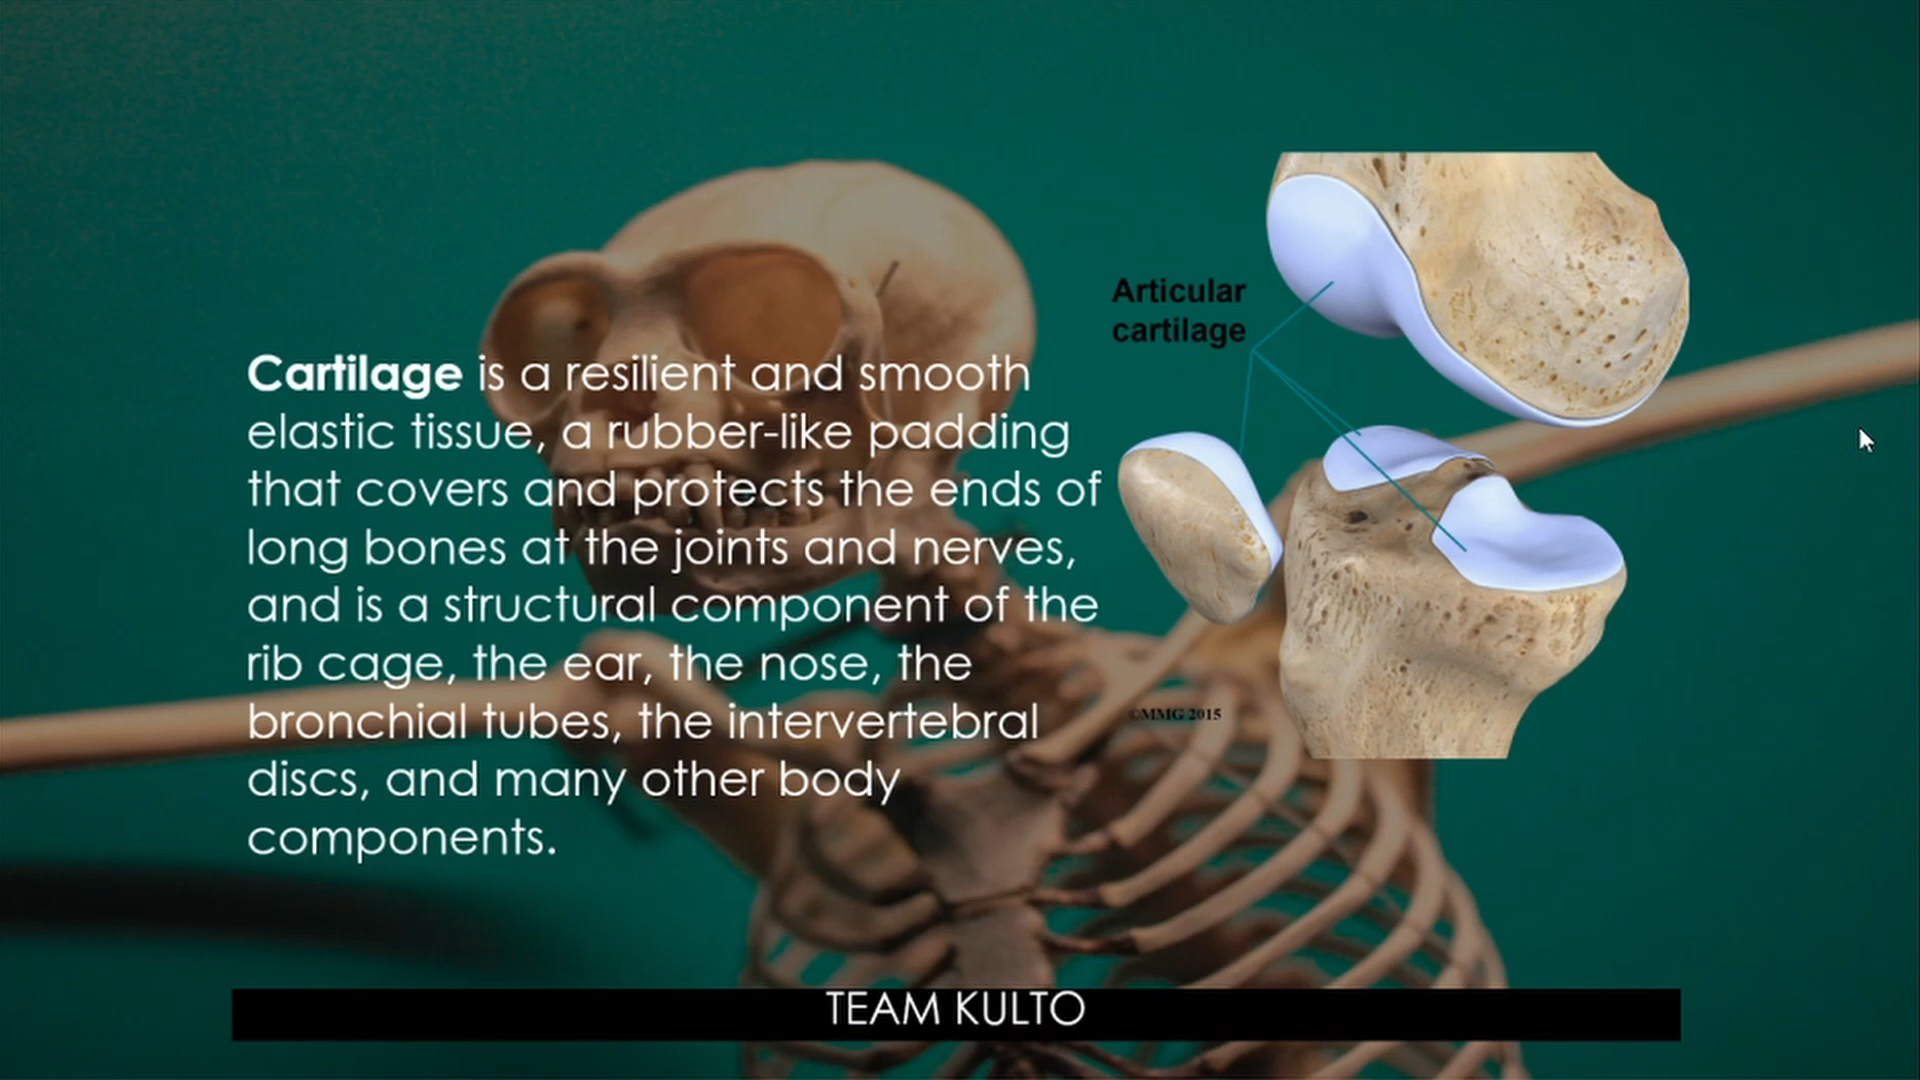 Cartilage is a resilient and smooth
elastic tissue, a rubber-like padding
that covers and protects the ends of
long bones at the joints and nerves,
and is a structural component of the
rib cage, the ear, the nose, the
bronchial tubes, the intervertebral
discs, and many other body
components.
Articular
cartilage
©MMG 2015
TEAM KULTO